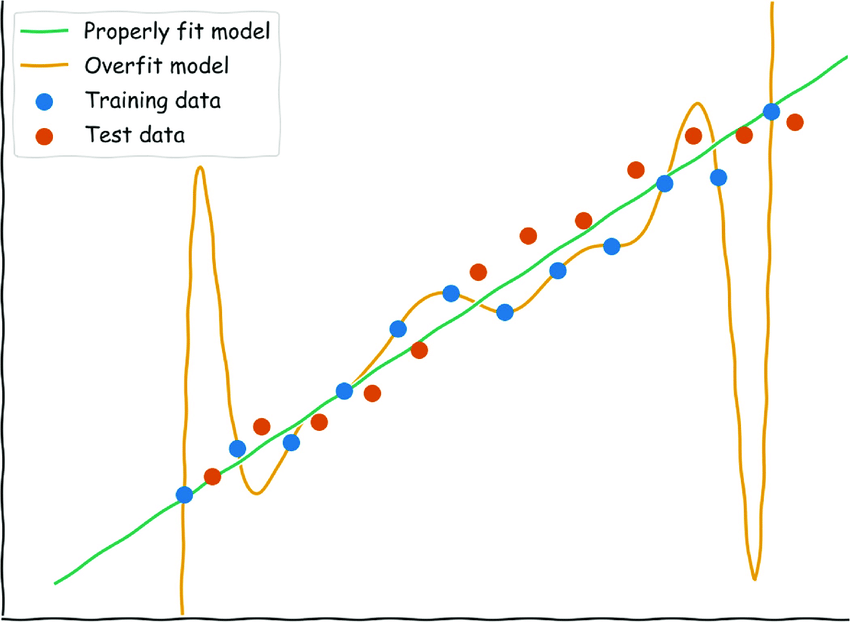 Properly fit model
Overfit model
Training data
Test data